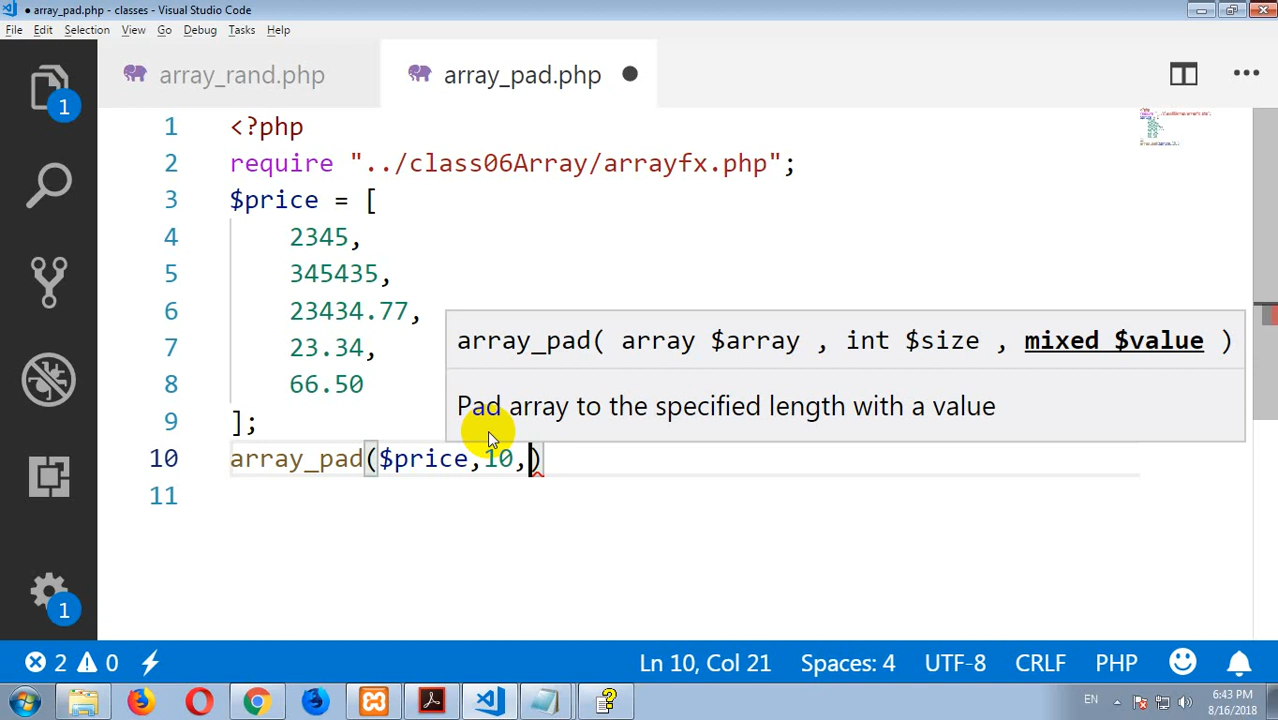 ● array_pad.php - classes - Visual Studio Code
File Edit Selection View Go Debug Tasks Help
array_rand.php
array_pad.php ●
1 <?php
2 require "../class06Array/arrayfx.php";
3 $price = [
4 2345,
5 345435,
6 23434.77,
7 23.34,
8 66.50
9 ];
10 array_pad($price,10,)
11
array_pad( array $array , int $size , mixed $value )
Pad array to the specified length with a value
1
1
2 0
Ln 10, Col 21 Spaces: 4 UTF-8 CRLF PHP
EN
6:43 PM
8/16/2018